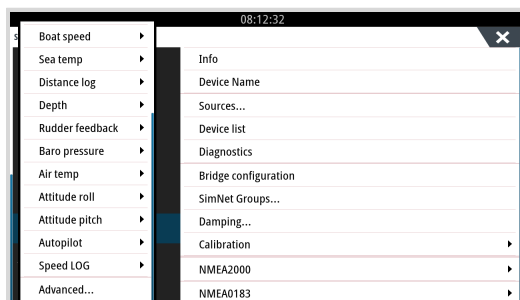 08:12:32
Boat speed
Sea temp
Distance log
Depth
Rudder feedback
Baro pressure
Air temp
Attitude roll
Attitude pitch
Autopilot
Speed LOG
Advanced...
Info
Device Name
Sources...
Device list
Diagnostics
Bridge configuration
SimNet Groups...
Damping...
Calibration
NMEA2000
NMEA0183